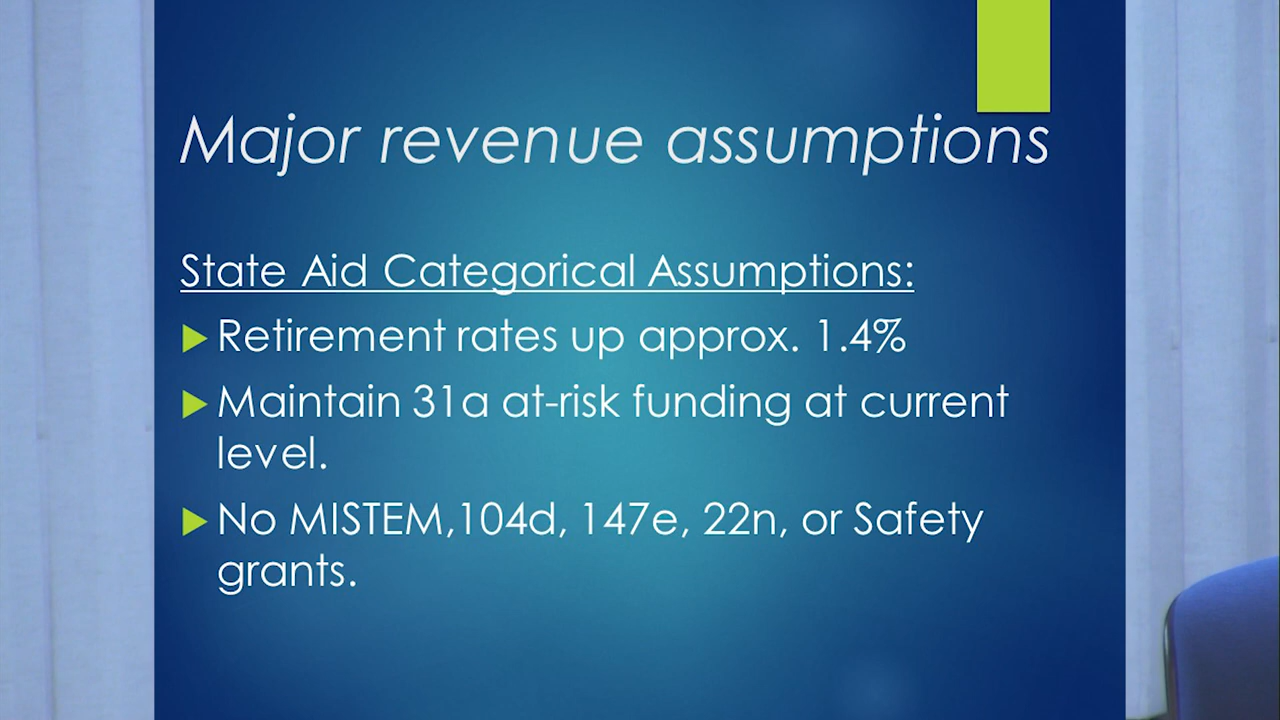 Major revenue assumptions
State Aid Categorical Assumptions:
Retirement rates up approx. 1.4%
Maintain 31a at-risk funding at current
level.
No MISTEM,104d, 147e, 22n, or Safety
grants.